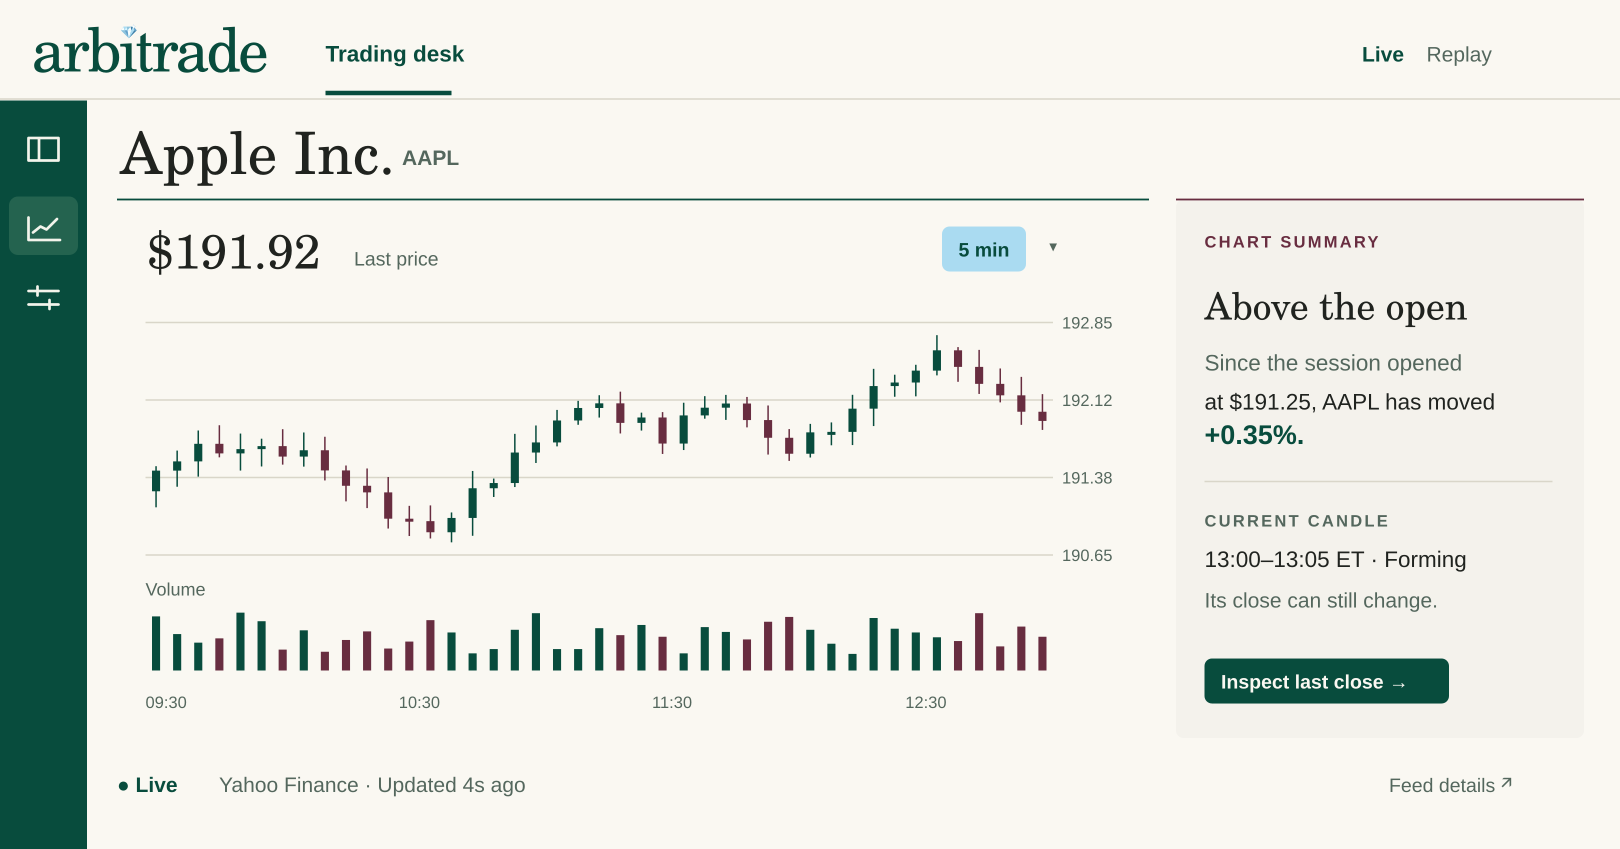 arbitrade
Trading desk
Live
Replay
Apple Inc. AAPL
$191.92 Last price
5 min ▼
192.85
192.12
191.38
190.65
Volume
09:30 10:30 11:30 12:30
CHART SUMMARY
Above the open
Since the session opened
at $191.25, AAPL has moved
+0.35%.
CURRENT CANDLE
13:00–13:05 ET · Forming
Its close can still change.
Inspect last close →
● Live
Yahoo Finance · Updated 4s ago
Feed details ↗